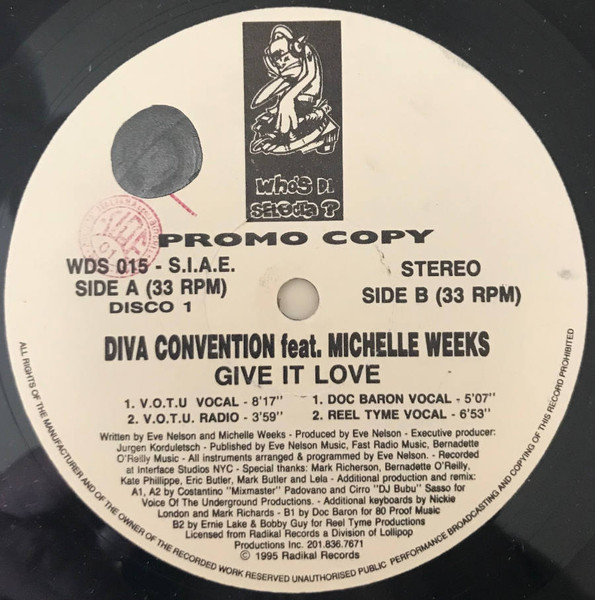 Who's DI
SELECTA ?
PROMO COPY
WDS 015 - S.I.A.E.
SIDE A (33 RPM)
DISCO 1
STEREO
SIDE B (33 RPM)
DIVA CONVENTION feat. MICHELLE WEEKS
GIVE IT LOVE
1. V.O.T.U VOCAL - 8'17"
2. V.O.T.U. RADIO - 3'59"
1. DOC BARON VOCAL - 5'07"
2. REEL TYME VOCAL - 6'53"
Written by Eve Nelson and Michelle Weeks - Produced by Eve Nelson - Executive producer:
Jurgen Korduletsch - Published by Eve Nelson Music, Fast Radio Music, Bernadette
O'Reilly Music - All instruments arranged & programmed by Eve Nelson. - Recorded
at Interface Studios NYC - Special thanks: Mark Richerson, Bernadette O'Reilly,
Kate Phillippe, Eric Butler, Mark Butler and Lela - Additional production and remix:
A1, A2 by Costantino "Mixmaster" Padovano and Cirro "DJ Bubu" Sasso for
Voice Of The Underground Productions. - Additional keyboards by Nickie
London and Mark Richards - B1 by Doc Baron for 80 Proof Music
B2 by Ernie Lake & Bobby Guy for Reel Tyme Productions
Licensed from Radikal Records a Division of Lollipop
Productions Inc. 201.836.7671
© 1995 Radikal Records
ALL RIGHTS OF THE MANUFACTURER AND OF THE OWNER OF THE RECORDED WORK RESERVED UNAUTHORISED PUBLIC PERFORMANCE BROADCASTING AND COPYING OF THIS RECORD PROHIBITED